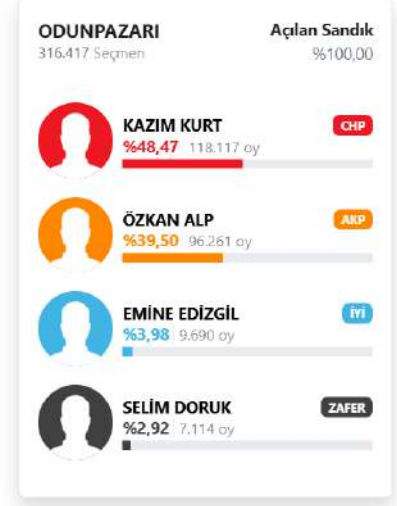 ODUNPAZARI Açılan Sandık
316.417 Seçmen %100,00
KAZIM KURT CHP
%48,47 118.117 oy
ÖZKAN ALP AKP
%39,50 96.261 oy
EMİNE EDİZGİL İYİ
%3,98 9.690 oy
SELİM DORUK ZAFER
%2,92 7.114 oy